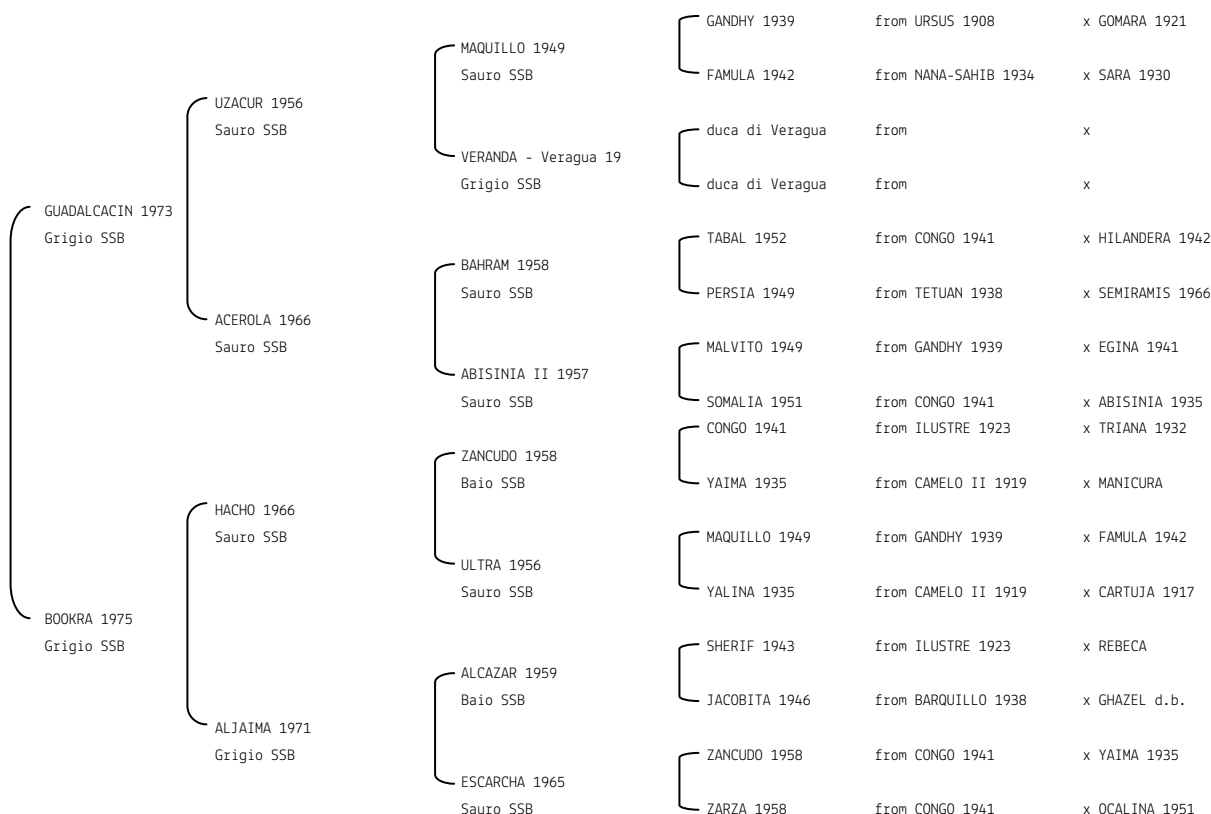 GANDHY 1939 from URSUS 1908 x GOMARA 1921
MAQUILLO 1949
Sauro SSB FAMULA 1942 from NANA-SAHIB 1934 x SARA 1930
UZACUR 1956
Sauro SSB duca di Veragua from x
VERANDA - Veragua 19
Grigio SSB duca di Veragua from x
GUADALCACIN 1973
Grigio SSB TABAL 1952 from CONGO 1941 x HILANDERA 1942
BAHRAM 1958
Sauro SSB PERSIA 1949 from TETUAN 1938 x SEMIRAMIS 1966
ACEROLA 1966
Sauro SSB MALVITO 1949 from GANDHY 1939 x EGINA 1941
ABISINIA II 1957
Sauro SSB SOMALIA 1951 from CONGO 1941 x ABISINIA 1935
CONGO 1941 from ILUSTRE 1923 x TRIANA 1932
ZANCUDO 1958
Baio SSB YAIMA 1935 from CAMELO II 1919 x MANICURA
HACHO 1966
Sauro SSB MAQUILLO 1949 from GANDHY 1939 x FAMULA 1942
ULTRA 1956
Sauro SSB YALINA 1935 from CAMELO II 1919 x CARTUJA 1917
BOOKRA 1975
Grigio SSB SHERIF 1943 from ILUSTRE 1923 x REBECA
ALCAZAR 1959
Baio SSB JACOBITA 1946 from BARQUILLO 1938 x GHAZEL d.b.
ALJAIMA 1971
Grigio SSB ZANCUDO 1958 from CONGO 1941 x YAIMA 1935
ESCARCHA 1965
Sauro SSB ZARZA 1958 from CONGO 1941 x OCALINA 1951